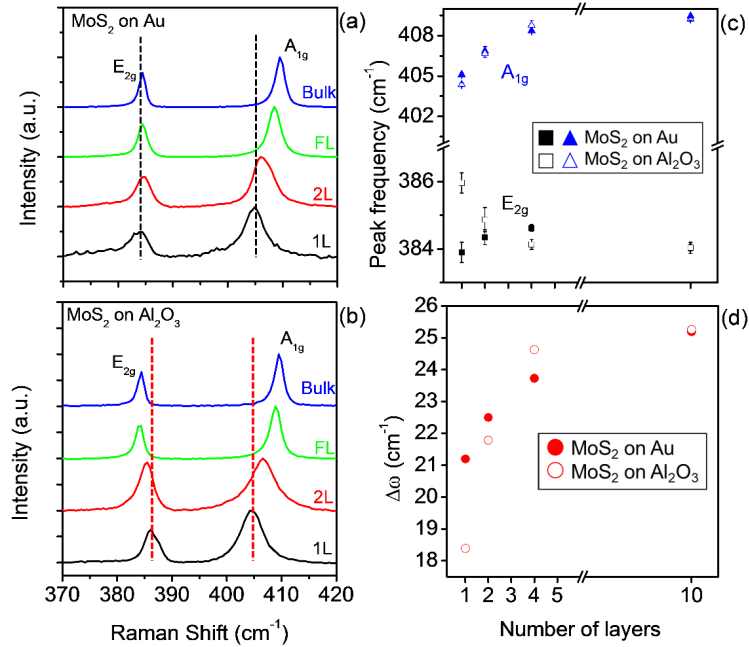 MoS2 on Au
(a)
E2g
A1g
Bulk
FL
2L
1L
Intensity (a.u.)
MoS2 on Al2O3
(b)
E2g
A1g
Bulk
FL
2L
1L
Intensity (a.u.)
370 380 390 400 410 420
Raman Shift (cm-1)
(c)
408
405
402
386
384
Peak frequency (cm-1)
A1g
MoS2 on Au
MoS2 on Al2O3
E2g
(d)
26
25
24
23
22
21
20
19
18
Δω (cm-1)
MoS2 on Au
MoS2 on Al2O3
1 2 3 4 5 10
Number of layers